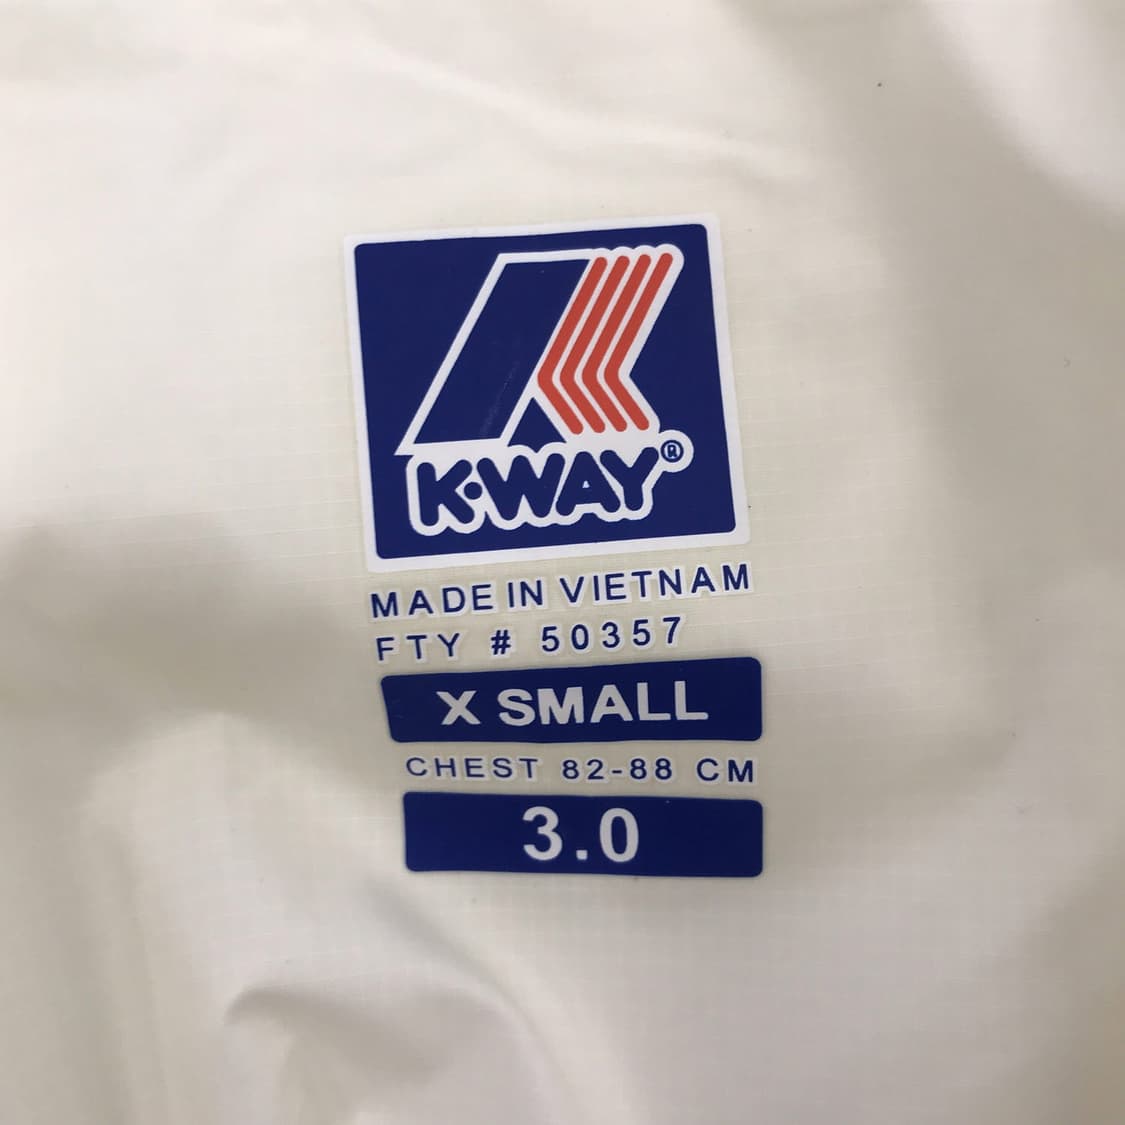 K·WAY®
MADE IN VIETNAM
FTY # 50357
X SMALL
CHEST 82-88 CM
3.0